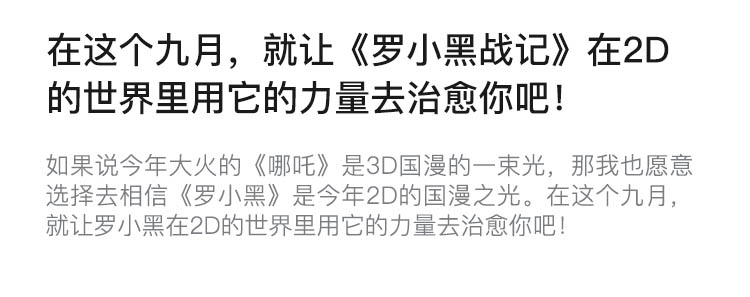 在这个九月，就让《罗小黑战记》在2D
的世界里用它的力量去治愈你吧！
如果说今年大火的《哪吒》是3D国漫的一束光，那我也愿意
选择去相信《罗小黑》是今年2D的国漫之光。在这个九月，
就让罗小黑在2D的世界里用它的力量去治愈你吧！